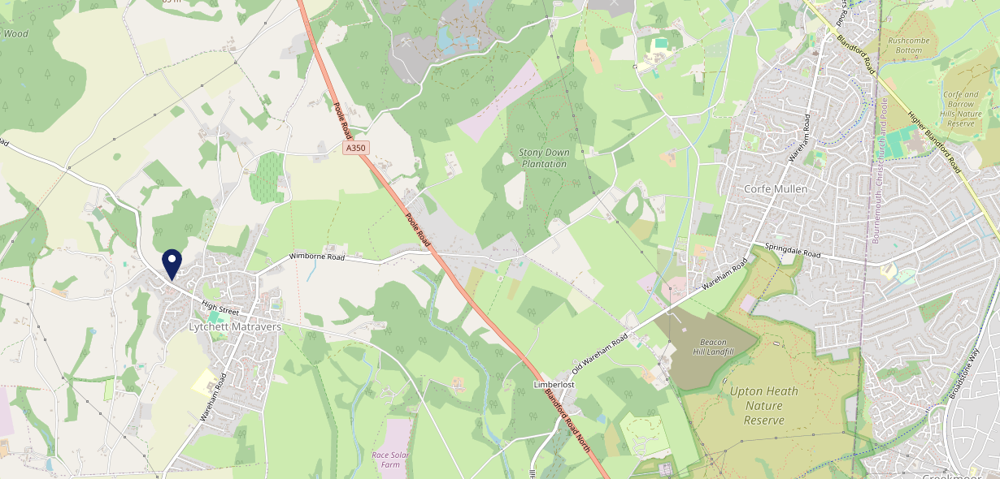 Wood
Poole Road
A350
Stony Down
Plantation
Poole Road
Wimborne Road
High Street
Lytchett Matravers
Wareham Road
Race Solar
Farm
Limberlost
Blandford Road North
Old Wareham Road
Beacon
Hill Landfill
Upton Heath
Nature
Reserve
Wareham Road
Springdale Road
Corfe Mullen
Wareham Road
Blandford Road
Rushcombe
Bottom
Corfe and
Barrow
Hills Nature
Reserve
Higher Blandford Road
Bournemouth, Christchurch and Poole
Broadstone Way